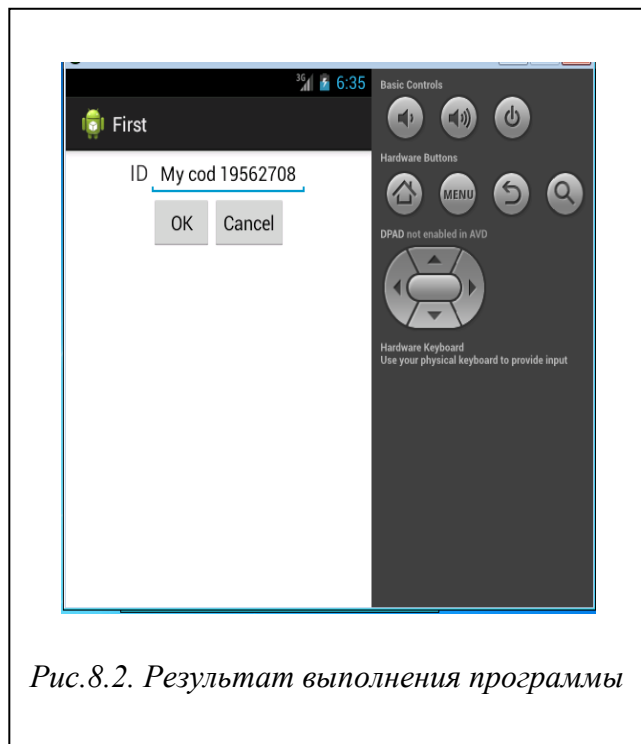 3G 6:35
First
ID My cod 19562708
OK Cancel
Basic Controls
Hardware Buttons
MENU
DPAD not enabled in AVD
Hardware Keyboard
Use your physical keyboard to provide input
Рис.8.2. Результат выполнения программы